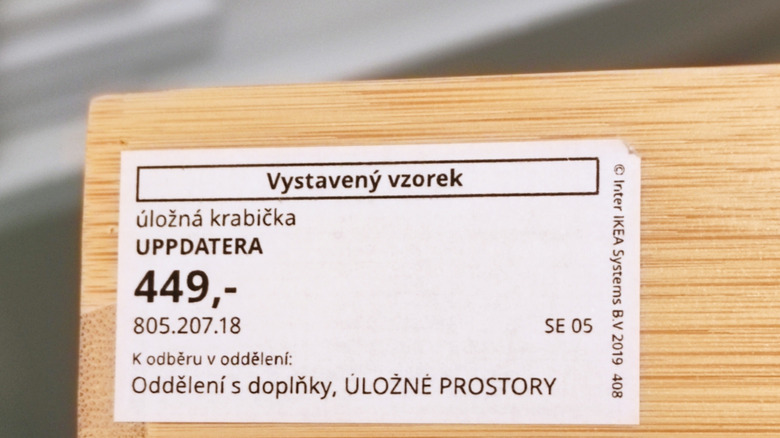 Vystavený vzorek
úložná krabička
UPPDATERA
449,-
805.207.18 SE 05
K odběru v oddělení:
Oddělení s doplňky, ÚLOŽNÉ PROSTORY
© Inter IKEA Systems B.V 2019 408